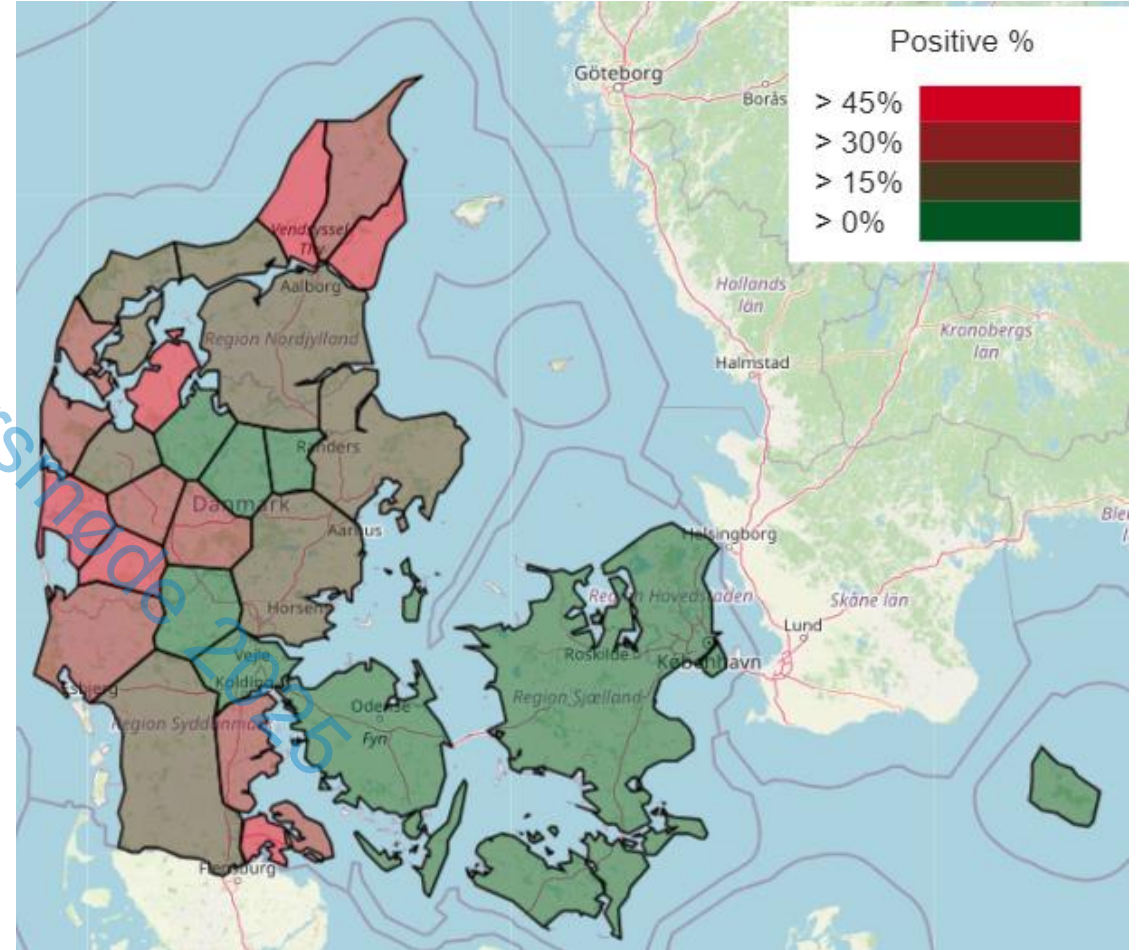 Positive %
> 45%
> 30%
> 15%
> 0%
Göteborg
Borås
Vendsyssel
Thy
Aalborg
Hallands
län
Region Nordjylland
Kronobergs
län
Halmstad
Randers
Danmark
Aarhus
Helsingborg
Region Hovedstaden
Skåne län
Horsens
Lund
Vejle
Roskilde
København
Kolding
Esbjerg
Region Sjælland
Odense
Region Syddanmark
Fyn
Flensburg
2025